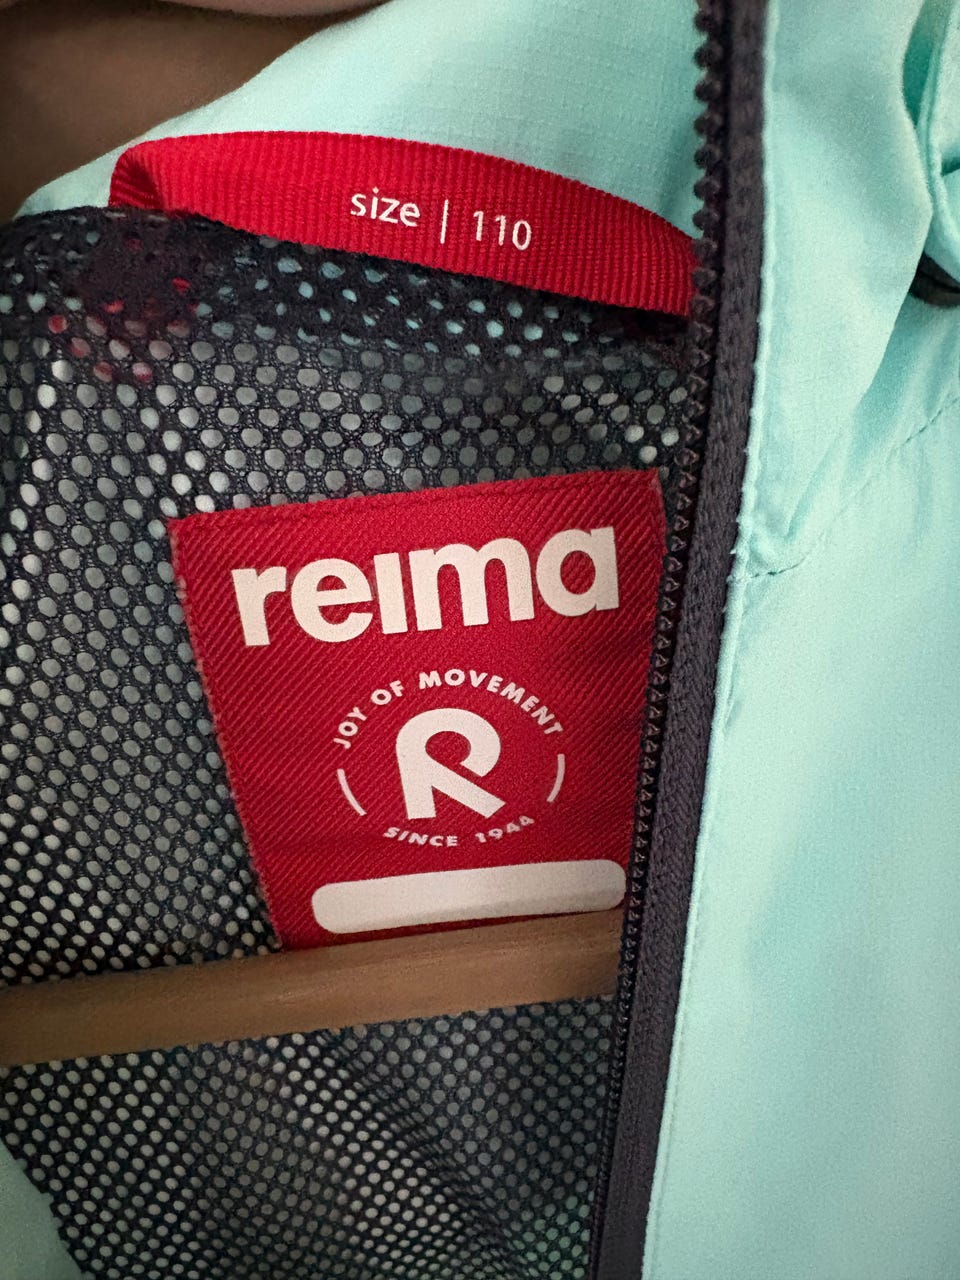 size | 110
reima
JOY OF MOVEMENT
R
SINCE 1944